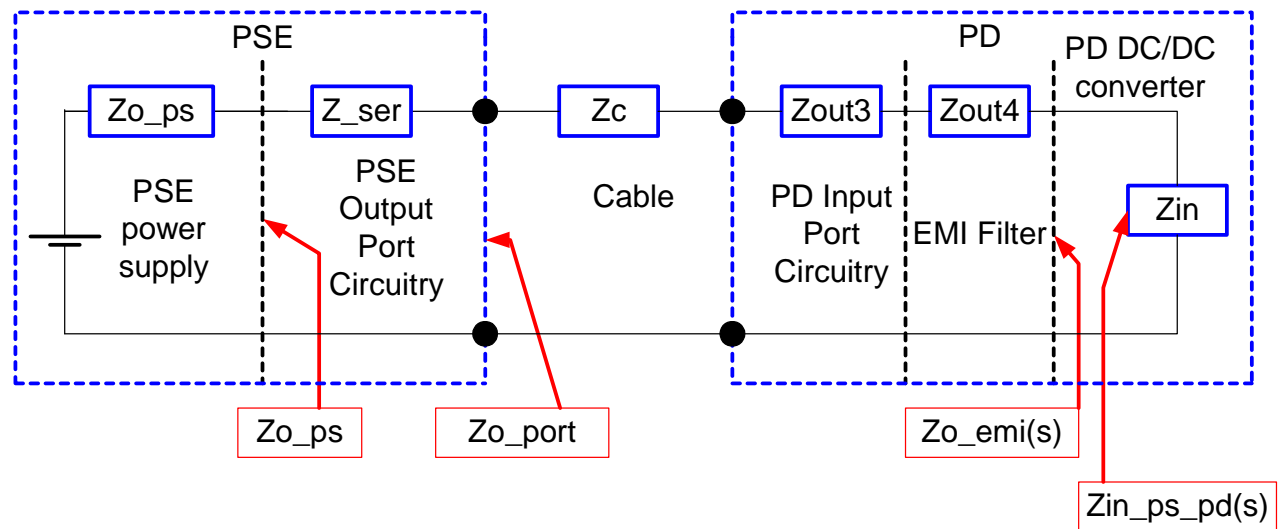 PSE
PD
PD DC/DC
converter
Zo_ps
Z_ser
Zc
Zout3
Zout4
PSE
power
supply
PSE
Output
Port
Circuitry
Cable
PD Input
Port
Circuitry
EMI Filter
Zin
Zo_ps
Zo_port
Zo_emi(s)
Zin_ps_pd(s)